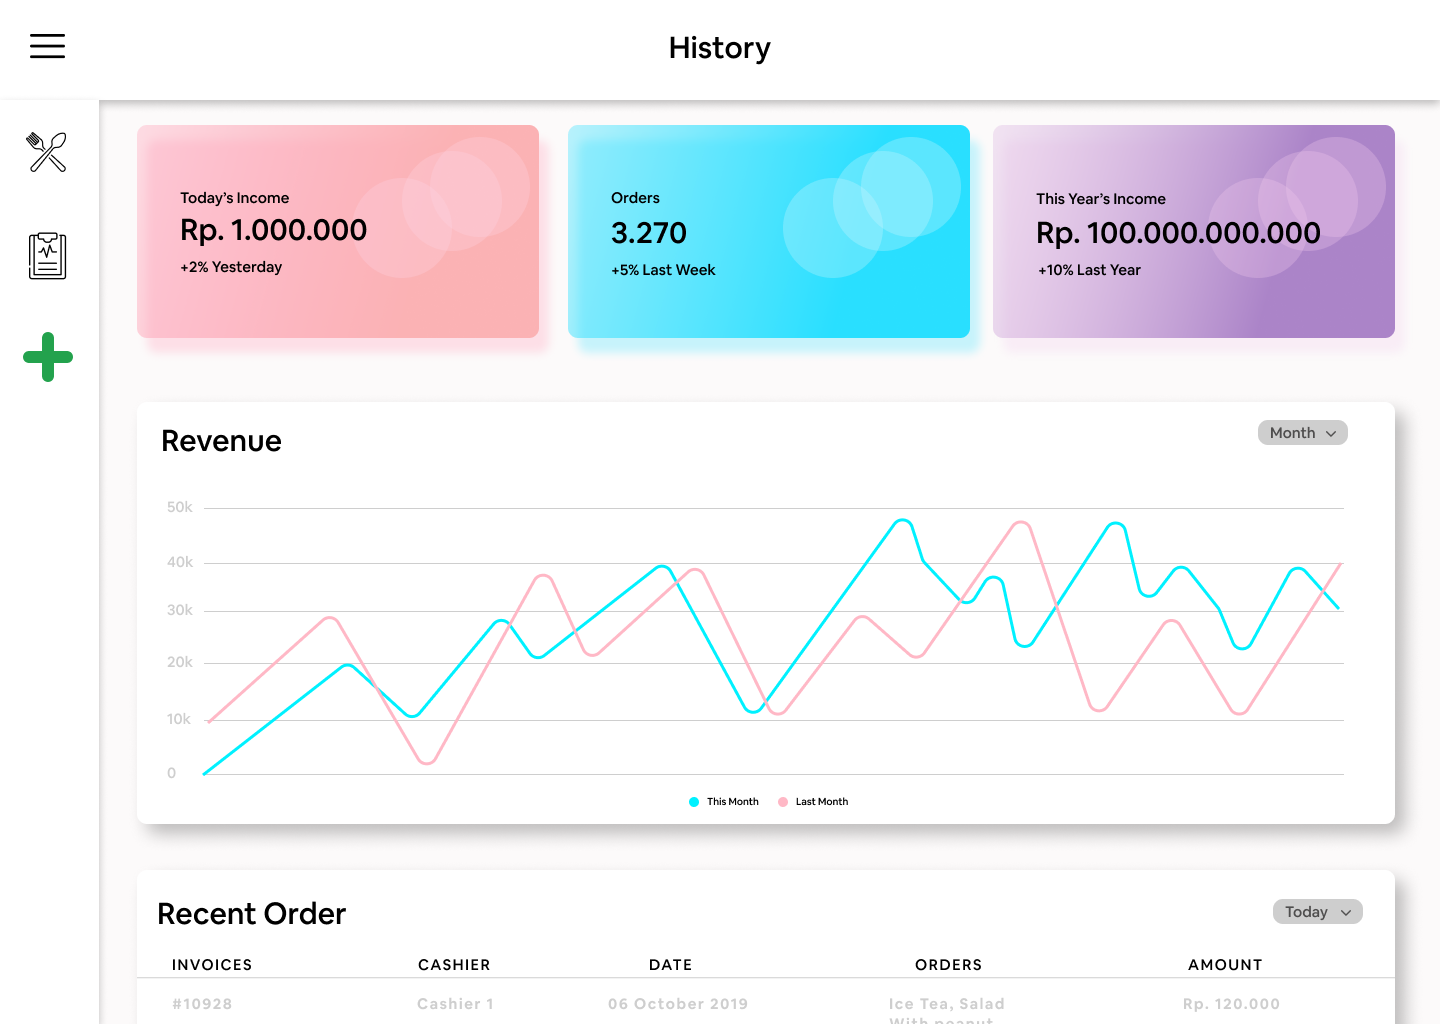 History
Today's Income
Rp. 1.000.000
+2% Yesterday
Orders
3.270
+5% Last Week
This Year's Income
Rp. 100.000.000.000
+10% Last Year
Revenue
Month
50k
40k
30k
20k
10k
0
This Month Last Month
Recent Order
Today
INVOICES CASHIER DATE ORDERS AMOUNT
#10928 Cashier 1 06 October 2019 Ice Tea, Salad Rp. 120.000
With peanut